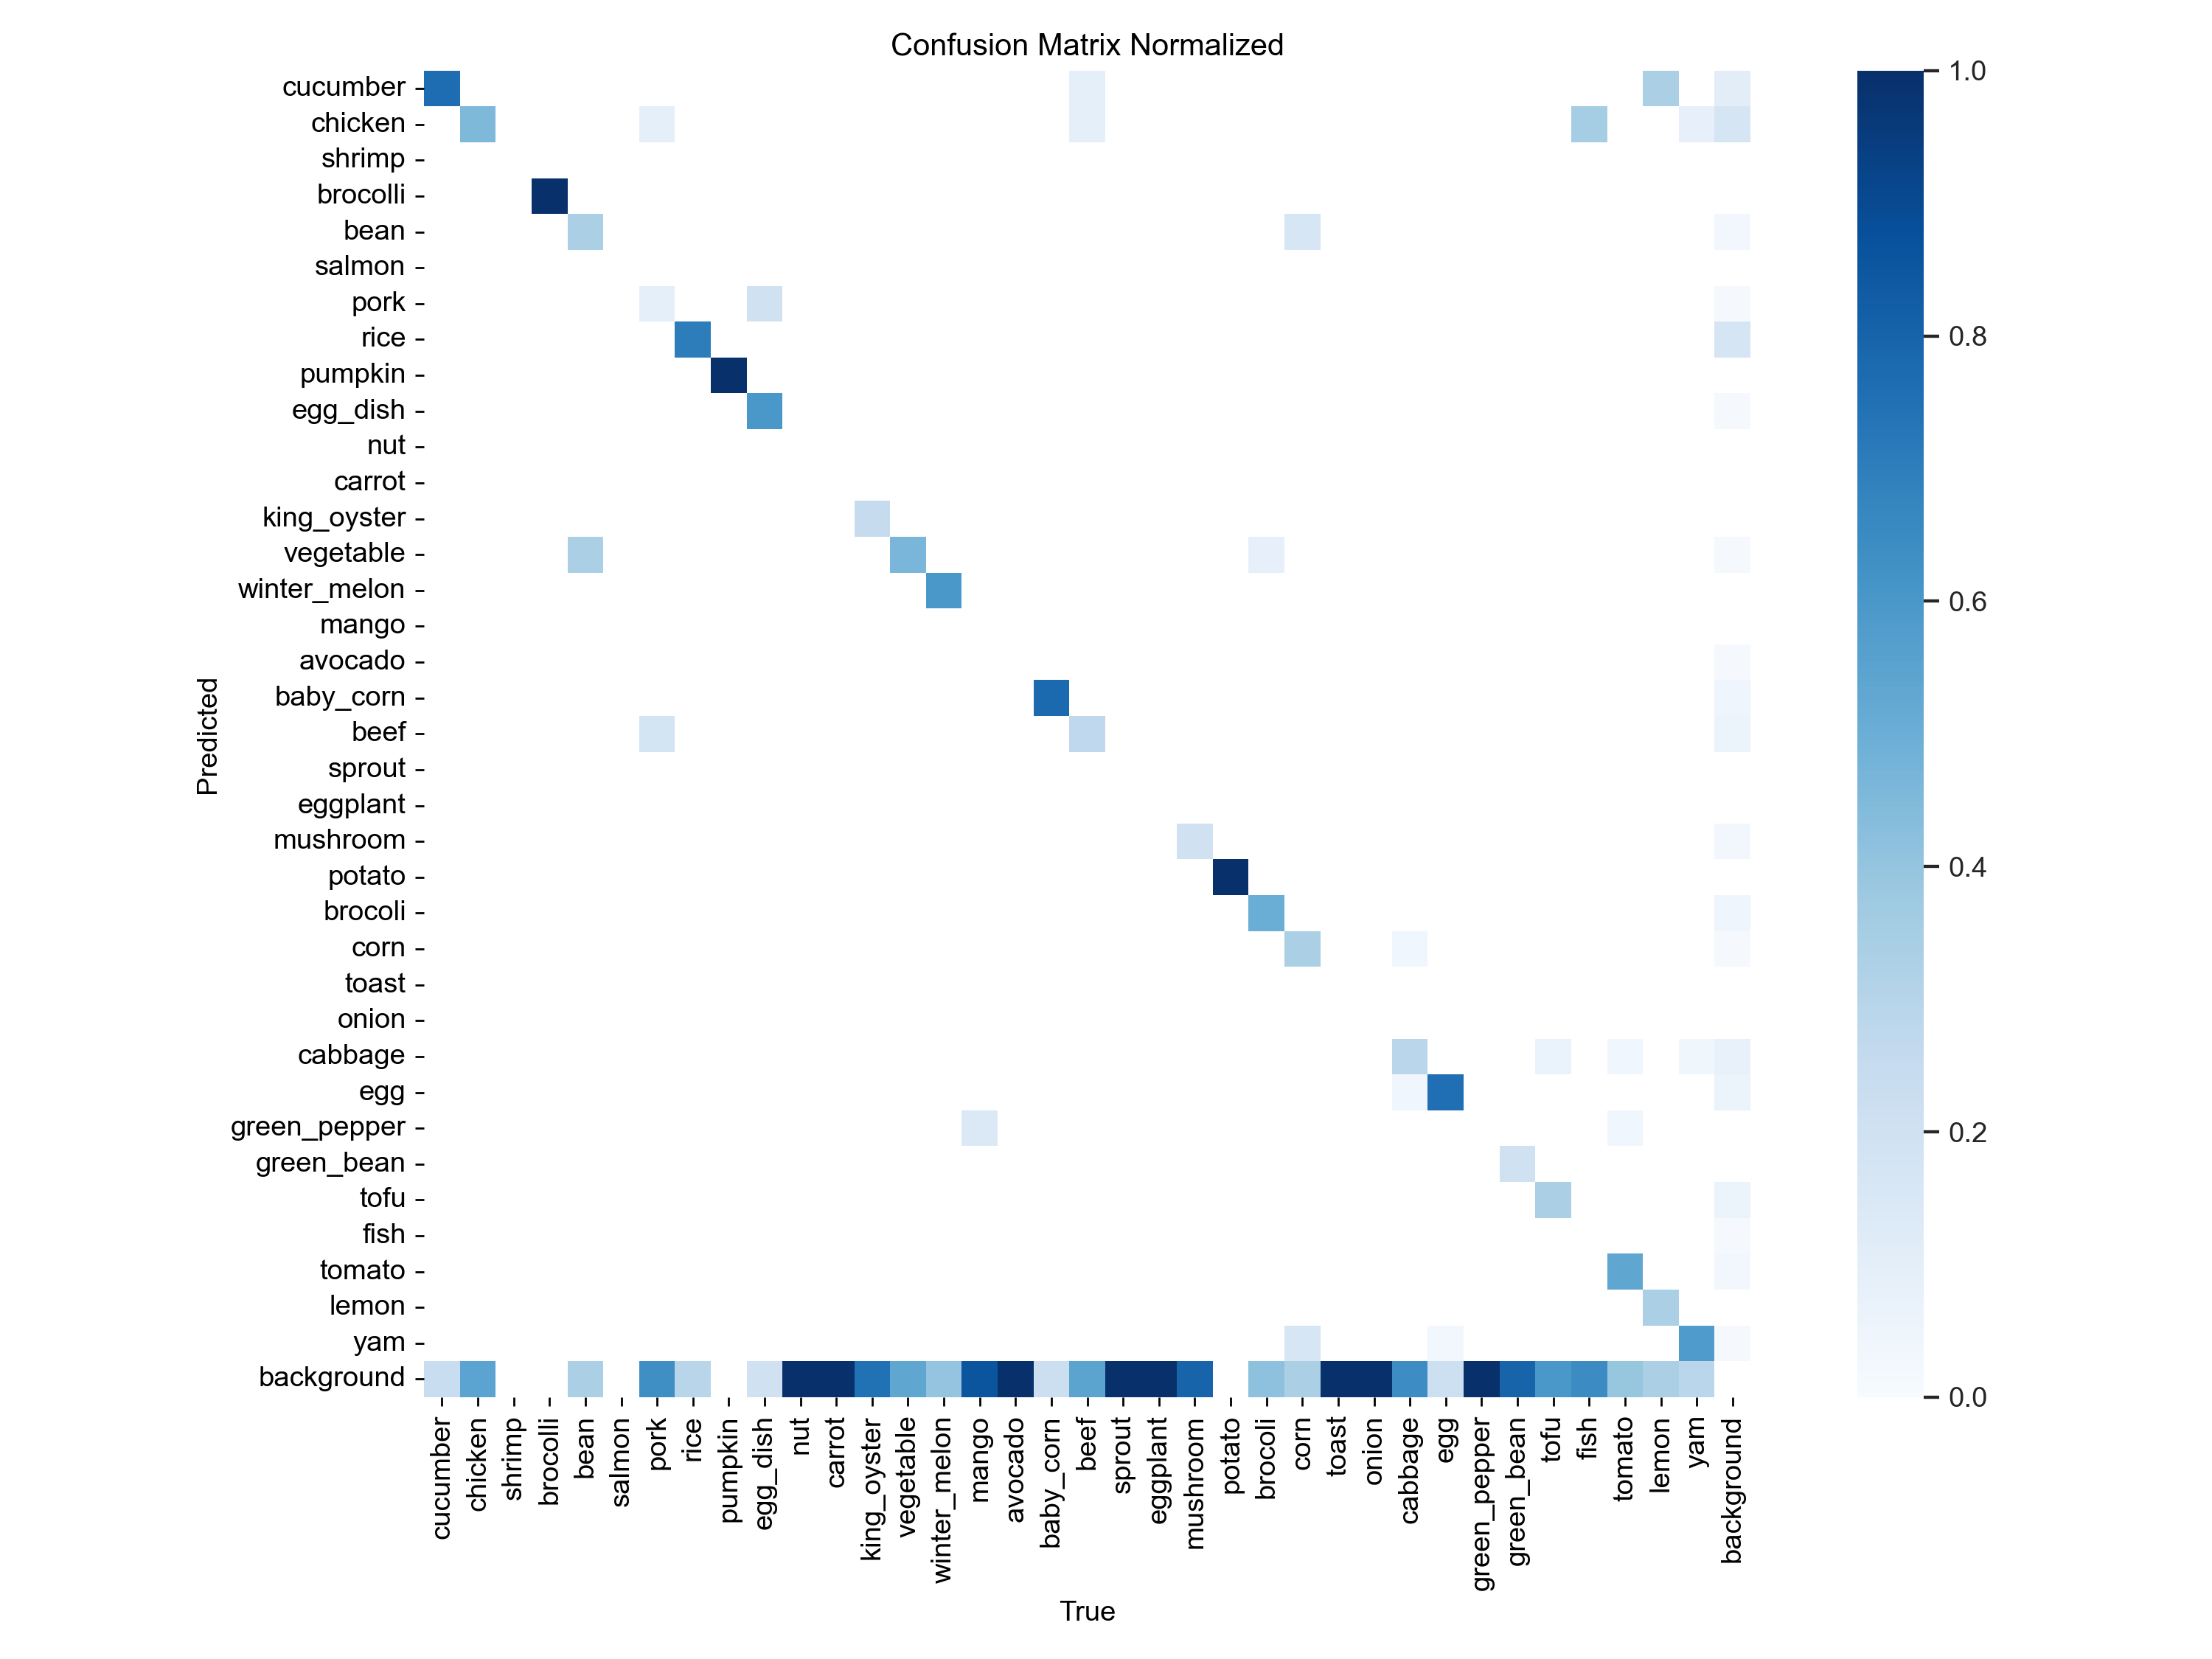 Confusion Matrix Normalized
cucumber
chicken
shrimp
brocolli
bean
salmon
pork
rice
pumpkin
egg_dish
nut
carrot
king_oyster
vegetable
winter_melon
mango
avocado
baby_corn
beef
sprout
eggplant
mushroom
potato
brocoli
corn
toast
onion
cabbage
egg
green_pepper
green_bean
tofu
fish
tomato
lemon
yam
background
Predicted
cucumber
chicken
shrimp
brocolli
bean
salmon
pork
rice
pumpkin
egg_dish
nut
carrot
king_oyster
vegetable
winter_melon
mango
avocado
baby_corn
beef
sprout
eggplant
mushroom
potato
brocoli
corn
toast
onion
cabbage
egg
green_pepper
green_bean
tofu
fish
tomato
lemon
yam
background
True
1.0
0.8
0.6
0.4
0.2
0.0